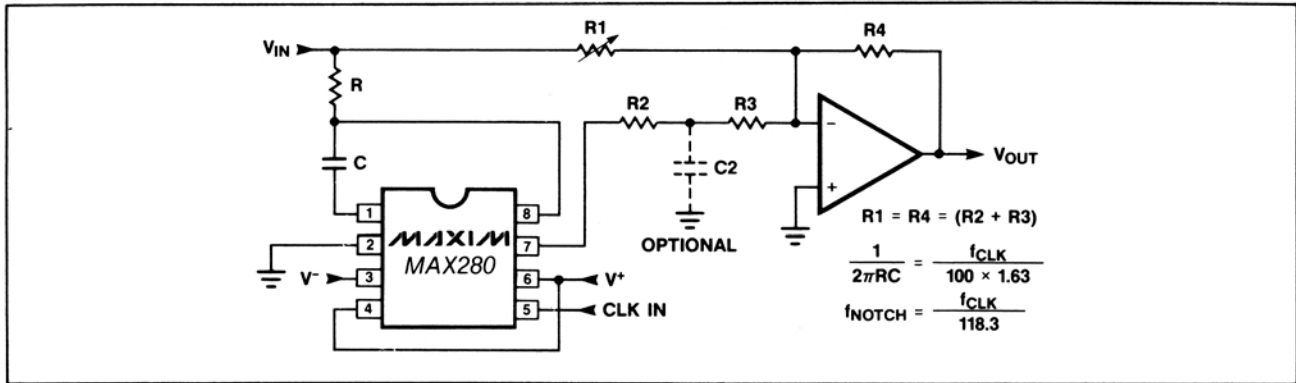 R1
R4
VIN
R
R2
R3
C
C2
−
+
VOUT
OPTIONAL
1
8
MAXIM
2
7
MAX280
V−
3
6
V+
4
5
CLK IN
R1 = R4 = (R2 + R3)
1 / 2πRC = fCLK / 100 × 1.63
fNOTCH = fCLK / 118.3